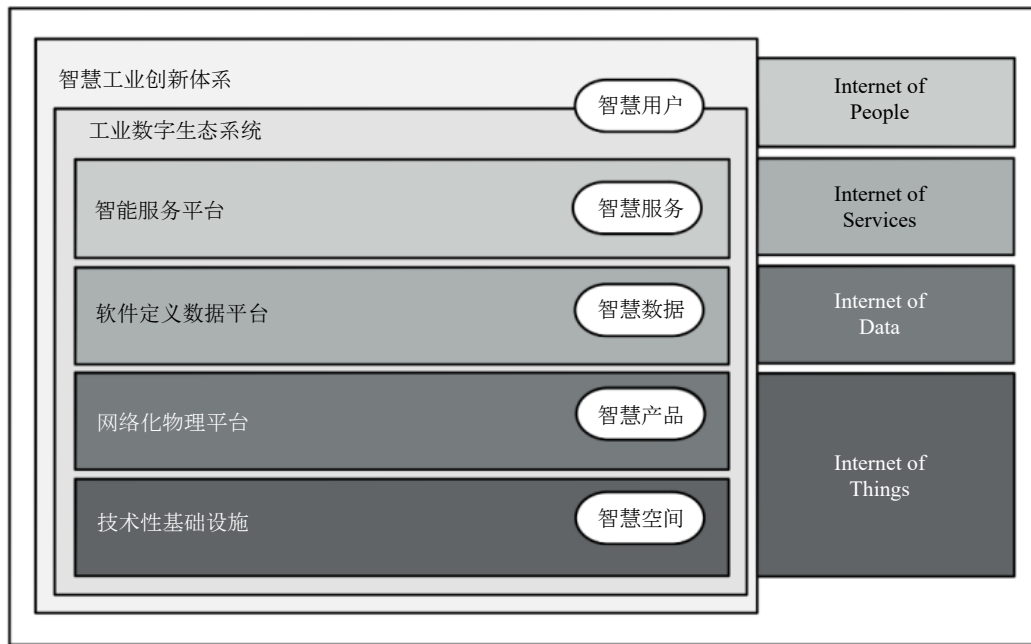 智慧工业创新体系
智慧用户
Internet of
People
工业数字生态系统
智能服务平台
智慧服务
Internet of
Services
软件定义数据平台
智慧数据
Internet of
Data
网络化物理平台
智慧产品
Internet of
Things
技术性基础设施
智慧空间